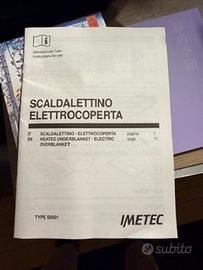 Istruzioni per l'uso
Instructions for use
SCALDALETTINO
ELETTROCOPERTA
IT SCALDALETTINO - ELETTROCOPERTA pagina 1
EN HEATED UNDERBLANKET - ELECTRIC page 11
OVERBLANKET
TYPE S0501
IMETEC
subito